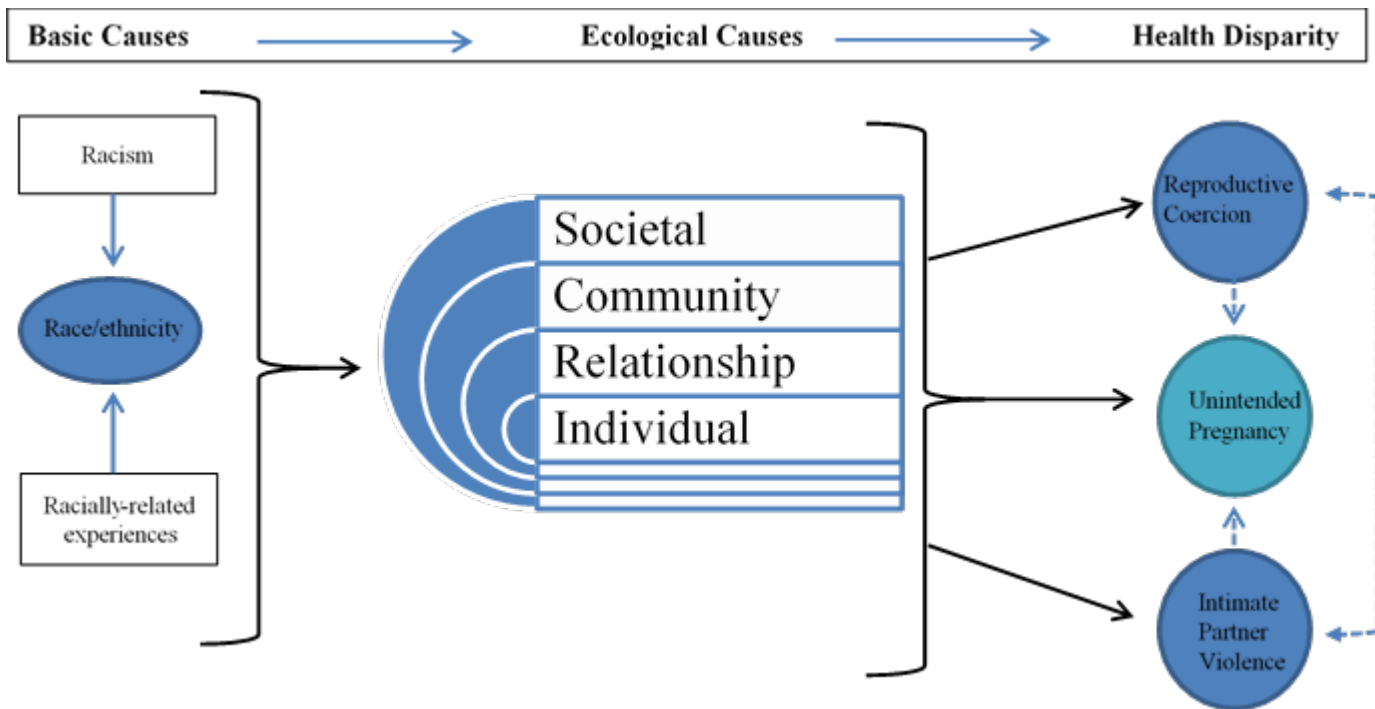 Basic Causes
Ecological Causes
Health Disparity
Racism
Race/ethnicity
Racially-related
experiences
Societal
Community
Relationship
Individual
Reproductive
Coercion
Unintended
Pregnancy
Intimate
Partner
Violence